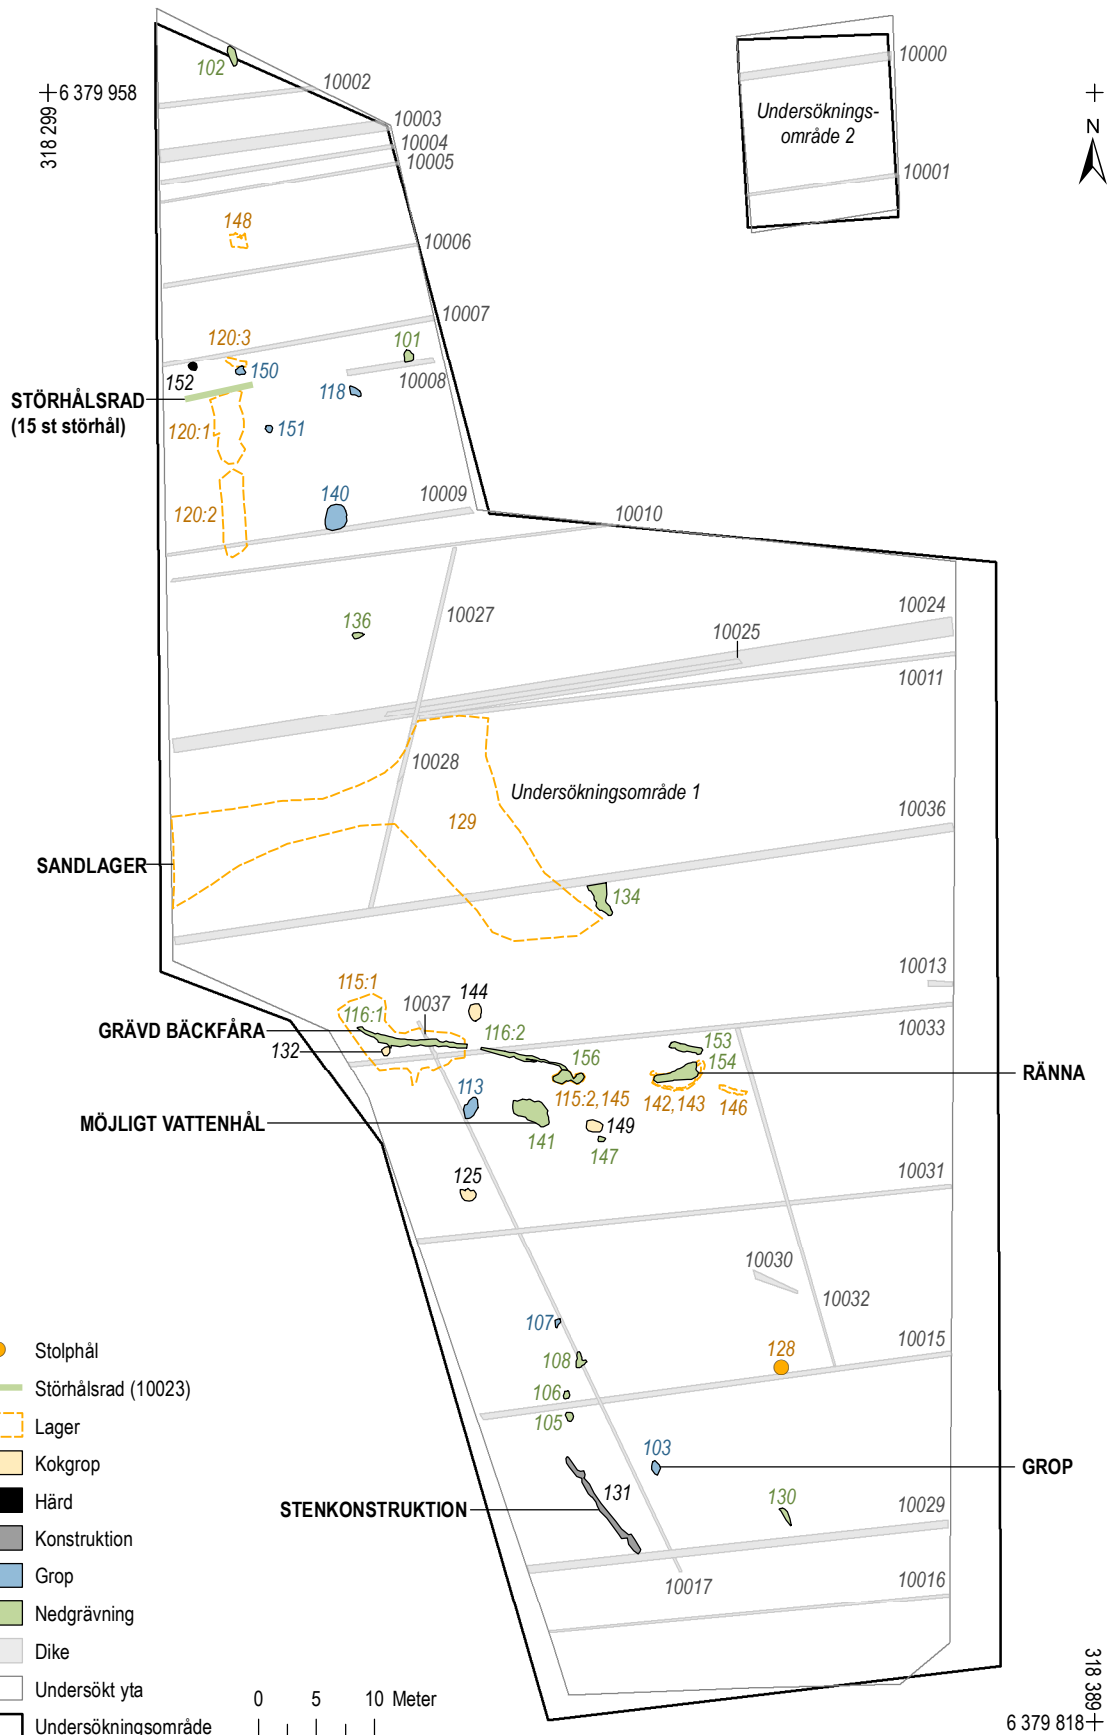 102
10002
10000
6 379 958
318 299
10003
10004
10005
Undersöknings-
område 2
N
10001
148
10006
10007
120:3
101
150
152
10008
118
STÖRHÅLSRAD
(15 st störhål)
120:1
151
140
10009
120:2
10010
136
10027
10024
10025
10011
10028
Undersökningsområde 1
129
10036
SANDLAGER
134
10013
115:1
144
10037
116:1
116:2
GRÄVD BÄCKFÅRA
132
10033
153
154
156
RÄNNA
113
115:2,145
142,143
146
MÖJLIGT VATTENHÅL
141
149
147
125
10031
10030
10032
107
10015
108
128
106
105
103
GROP
131
STENKONSTRUKTION
130
10029
10017
10016
Stolphål
Störhålsrad (10023)
Lager
Kokgrop
Härd
Konstruktion
Grop
Nedgrävning
Dike
Undersökt yta
Undersökningsområde
0 5 10 Meter
318 389
6 379 818